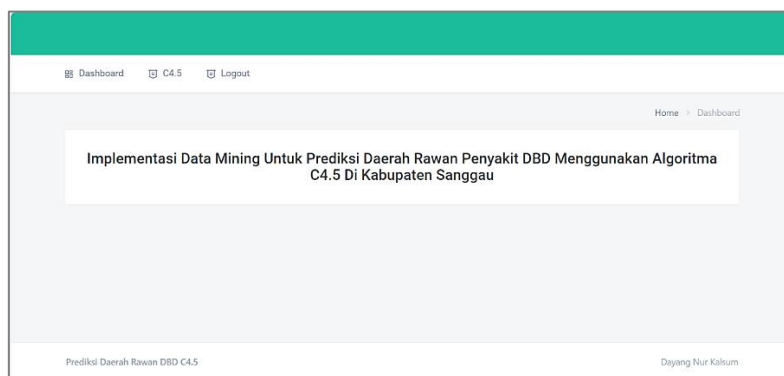 Dashboard C4.5 Logout
Home > Dashboard
Implementasi Data Mining Untuk Prediksi Daerah Rawan Penyakit DBD Menggunakan Algoritma
C4.5 Di Kabupaten Sanggau
Prediksi Daerah Rawan DBD C4.5 Dayang Nur Kalsum